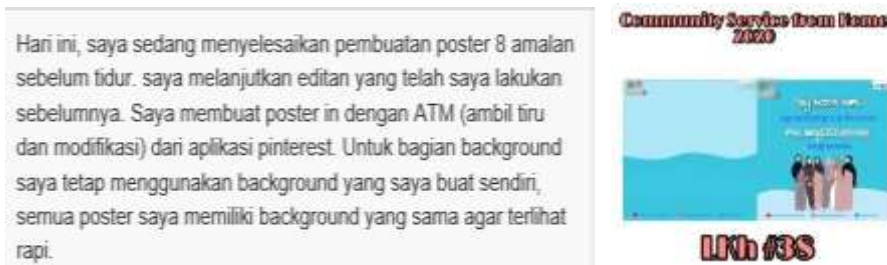 Hari ini, saya sedang menyelesaikan pembuatan poster 8 amalan
sebelum tidur. saya melanjutkan editan yang telah saya lakukan
sebelumnya. Saya membuat poster in dengan ATM (ambil tiru
dan modifikasi) dari aplikasi pinterest. Untuk bagian background
saya tetap menggunakan background yang saya buat sendiri,
semua poster saya memiliki background yang sama agar terlihat
rapi.
Community Service from Home
2020
LKh #38